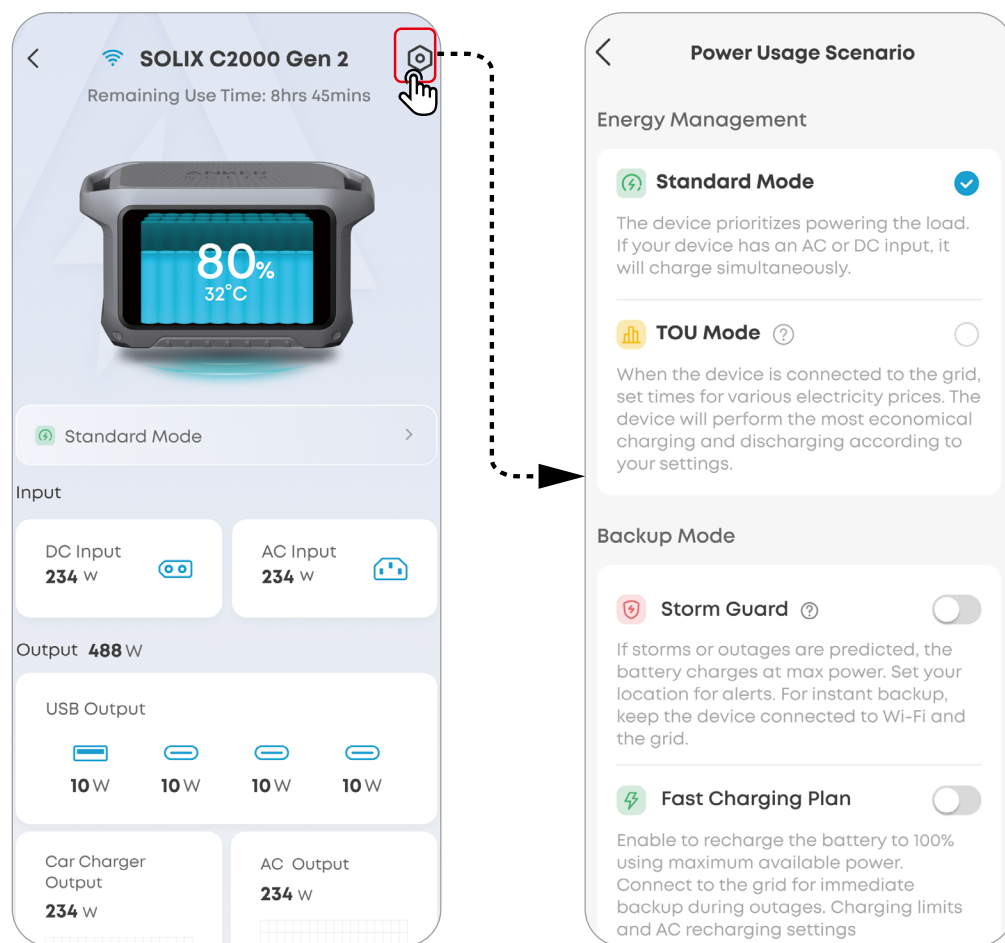 SOLIX C2000 Gen 2
Remaining Use Time: 8hrs 45mins
ANKER
SOLIX
80%
32°C
Standard Mode
Input
DC Input
234 W
AC Input
234 W
Output 488 W
USB Output
10 W
10 W
10 W
10 W
Car Charger
Output
234 W
AC Output
234 W
Power Usage Scenario
Energy Management
Standard Mode
The device prioritizes powering the load.
If your device has an AC or DC input, it
will charge simultaneously.
TOU Mode ?
When the device is connected to the grid,
set times for various electricity prices. The
device will perform the most economical
charging and discharging according to
your settings.
Backup Mode
Storm Guard ?
If storms or outages are predicted, the
battery charges at max power. Set your
location for alerts. For instant backup,
keep the device connected to Wi-Fi and
the grid.
Fast Charging Plan
Enable to recharge the battery to 100%
using maximum available power.
Connect to the grid for immediate
backup during outages. Charging limits
and AC recharging settings